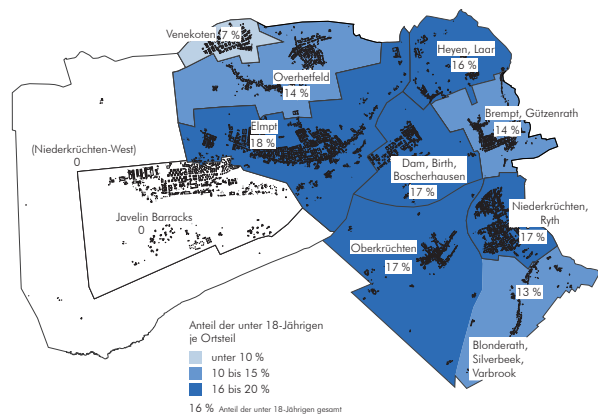 Venekoten 7 %
Heyen, Laar
16 %
Overhetfeld
14 %
Brempt, Gützenrath
14 %
Elmpt
18 %
(Niederkrüchten-West)
0
Dam, Birth,
Boscherhausen
17 %
Javelin Barracks
0
Niederkrüchten,
Ryth
17 %
Oberkrüchten
17 %
13 %
Blonderath,
Silverbeek,
Varbrook
Anteil der unter 18-Jährigen
je Ortsteil
unter 10 %
10 bis 15 %
16 bis 20 %
16 % Anteil der unter 18-Jährigen gesamt